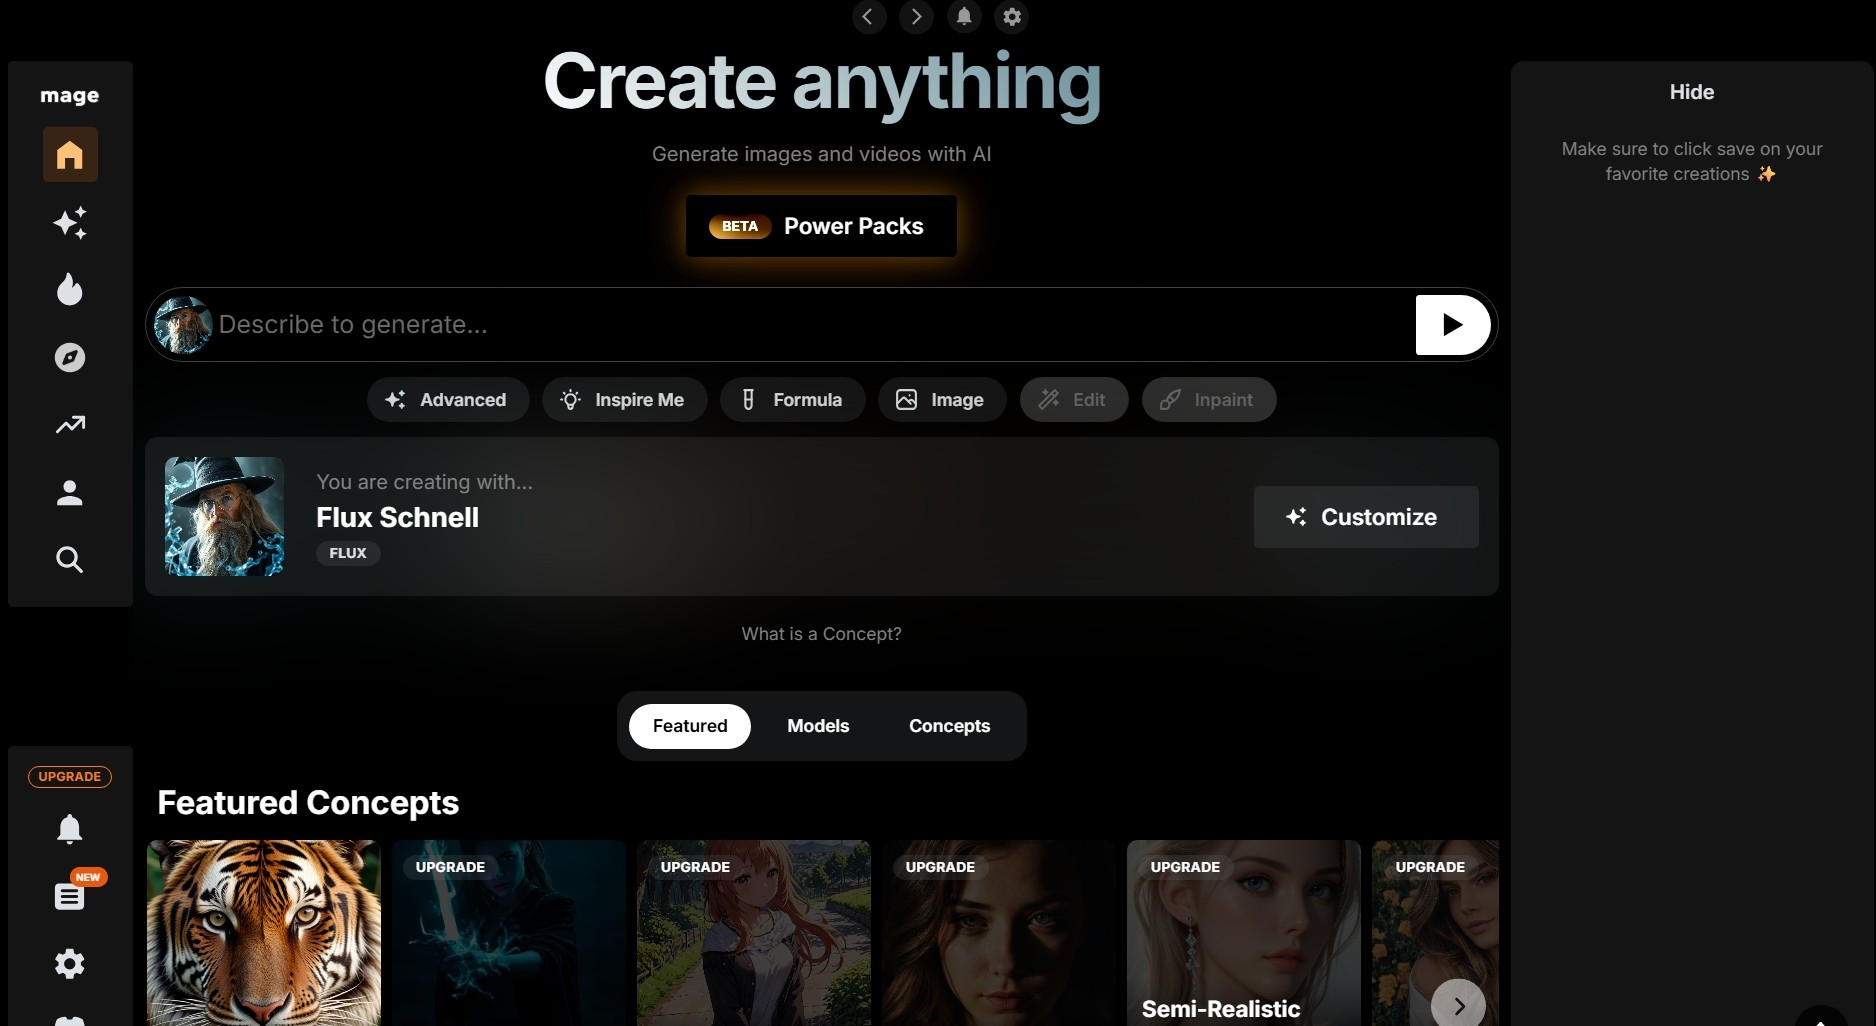 mage
Create anything
Generate images and videos with AI
BETA Power Packs
Describe to generate...
Advanced
Inspire Me
Formula
Image
Edit
Inpaint
You are creating with...
Flux Schnell
FLUX
Customize
What is a Concept?
Featured
Models
Concepts
Featured Concepts
UPGRADE
UPGRADE
UPGRADE
UPGRADE
UPGRADE
Semi-Realistic
UPGRADE
NEW
Hide
Make sure to click save on your
favorite creations ✨